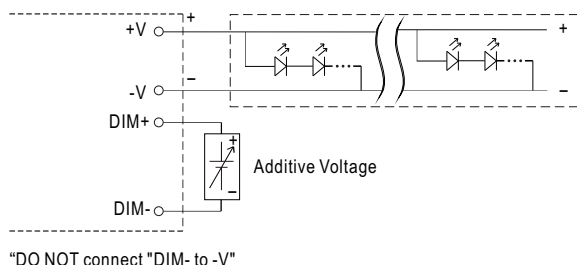 +V
+
+
-V
−
−
DIM+
+
Additive Voltage
−
DIM-
“DO NOT connect "DIM- to -V"